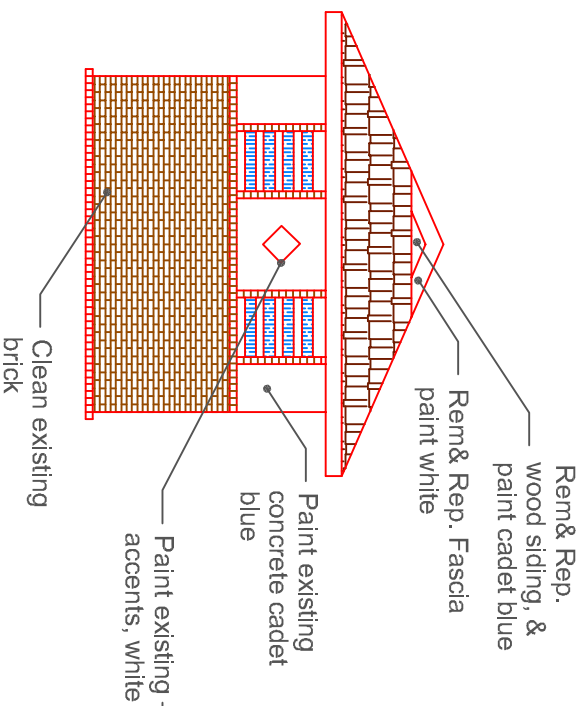 Rem& Rep.
wood siding, &
paint cadet blue
Rem& Rep. Fascia
paint white
Paint existing
concrete cadet
blue
Paint existing -
accents, white
Clean existing
brick